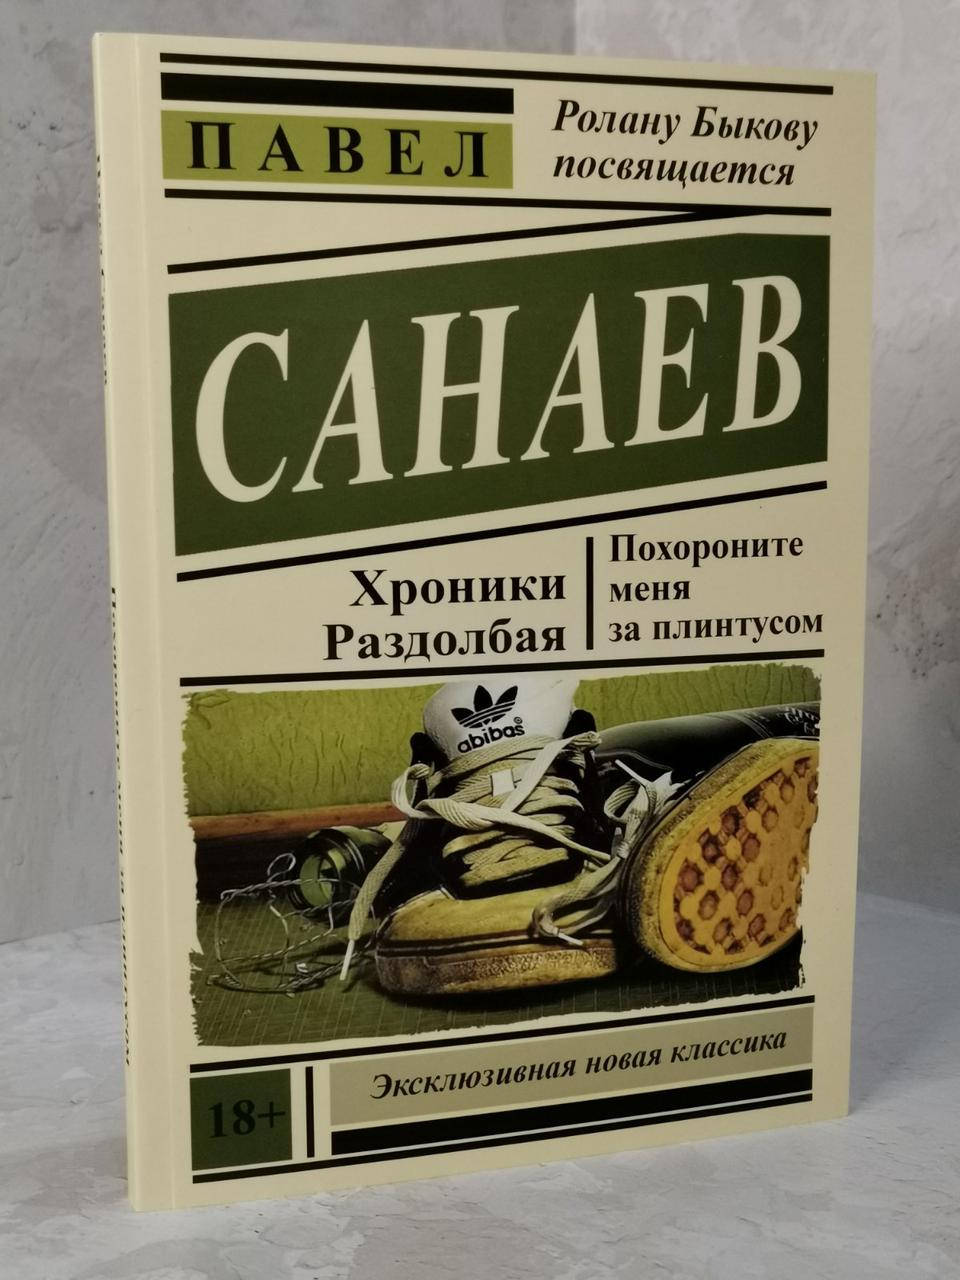 ПАВЕЛ
Ролану Быкову
посвящается
САНАЕВ
Хроники
Раздолбая
Похороните
меня
за плинтусом
abibas®
18+
Эксклюзивная новая классика